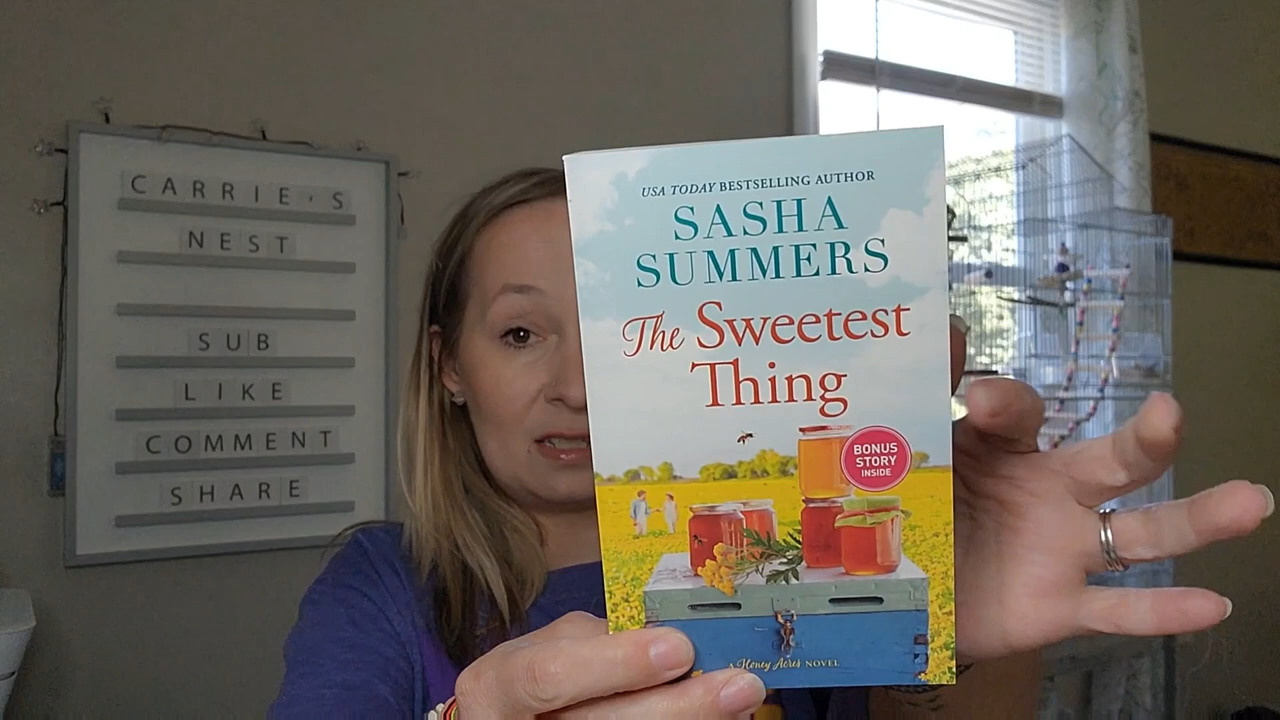 CARRIE'S
NEST
SUB
LIKE
COMMENT
SHARE
USA TODAY BESTSELLING AUTHOR
SASHA
SUMMERS
The Sweetest
Thing
BONUS
STORY
INSIDE
A Honey Acres NOVEL